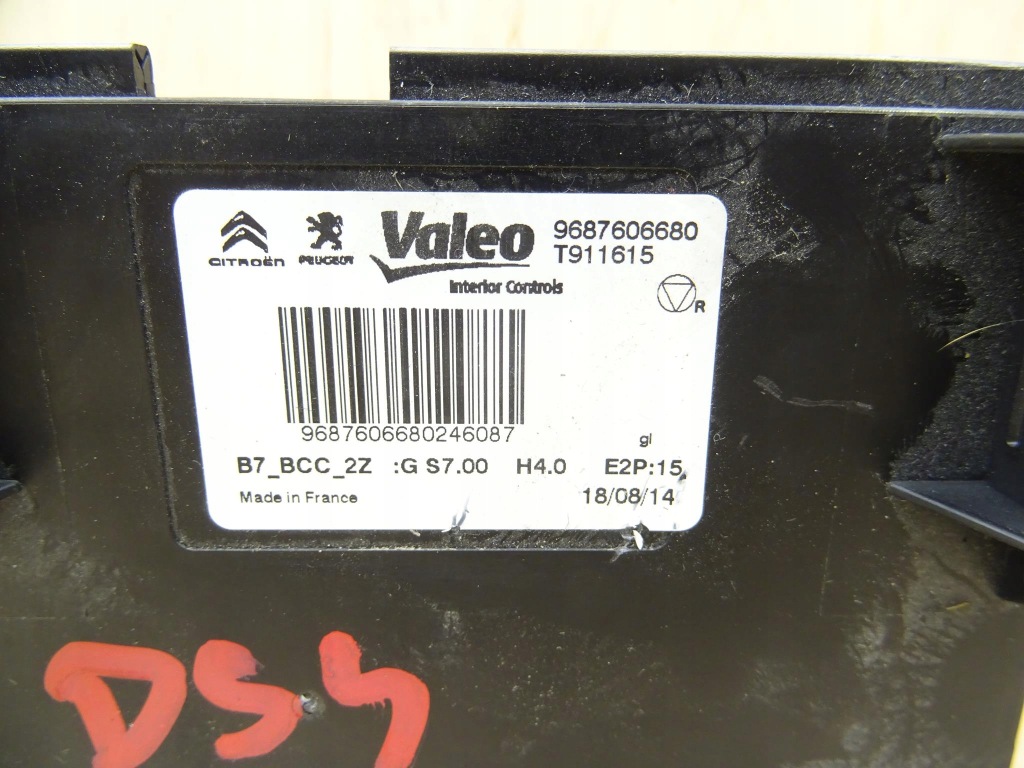 CITROËN PEUGEOT Valeo 9687606680
T911615
Interior Controls
R
9687606680246087
gl
B7_BCC_2Z :G S7.00 H4.0 E2P:15
Made in France 18/08/14
DS5